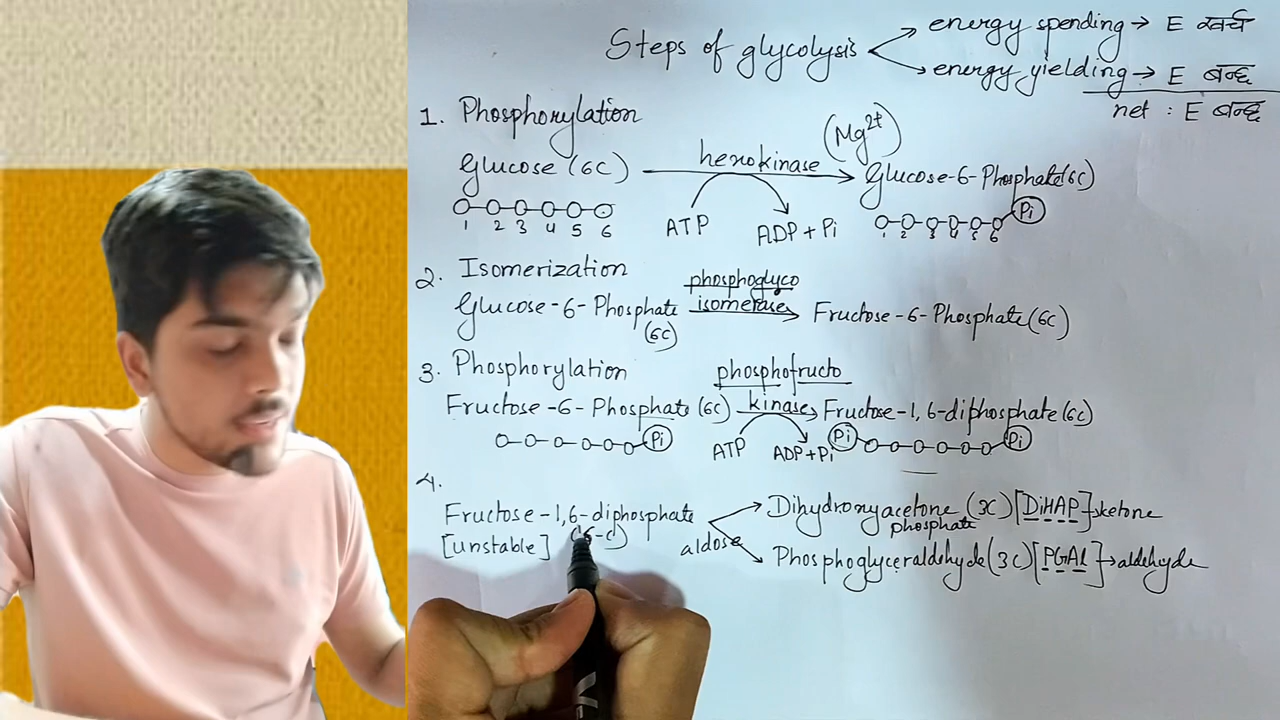 Steps of glycolysis
energy spending → E खर्च
energy yielding → E बन्छ
net : E बन्छ
1. Phosphorylation
Glucose (6C) hexokinase (Mg2+) Glucose-6-Phosphate(6c)
1 2 3 4 5 6 ATP ADP + Pi 1 2 3 4 5 6 Pi
2. Isomerization
Glucose-6-Phosphate (6C) phosphoglyco isomerase Fructose-6-Phosphate (6C)
3. Phosphorylation
Fructose-6-Phosphate (6C) phosphofructo kinase Fructose-1,6-diphosphate (6C)
Pi ATP ADP+Pi Pi Pi
4.
Fructose-1,6-diphosphate
[unstable] (6-C)
aldose
Dihydroxyacetone phosphate (3C) [DiHAP] → ketone
Phosphoglyceraldehyde (3C) [PGAL] → aldehyde